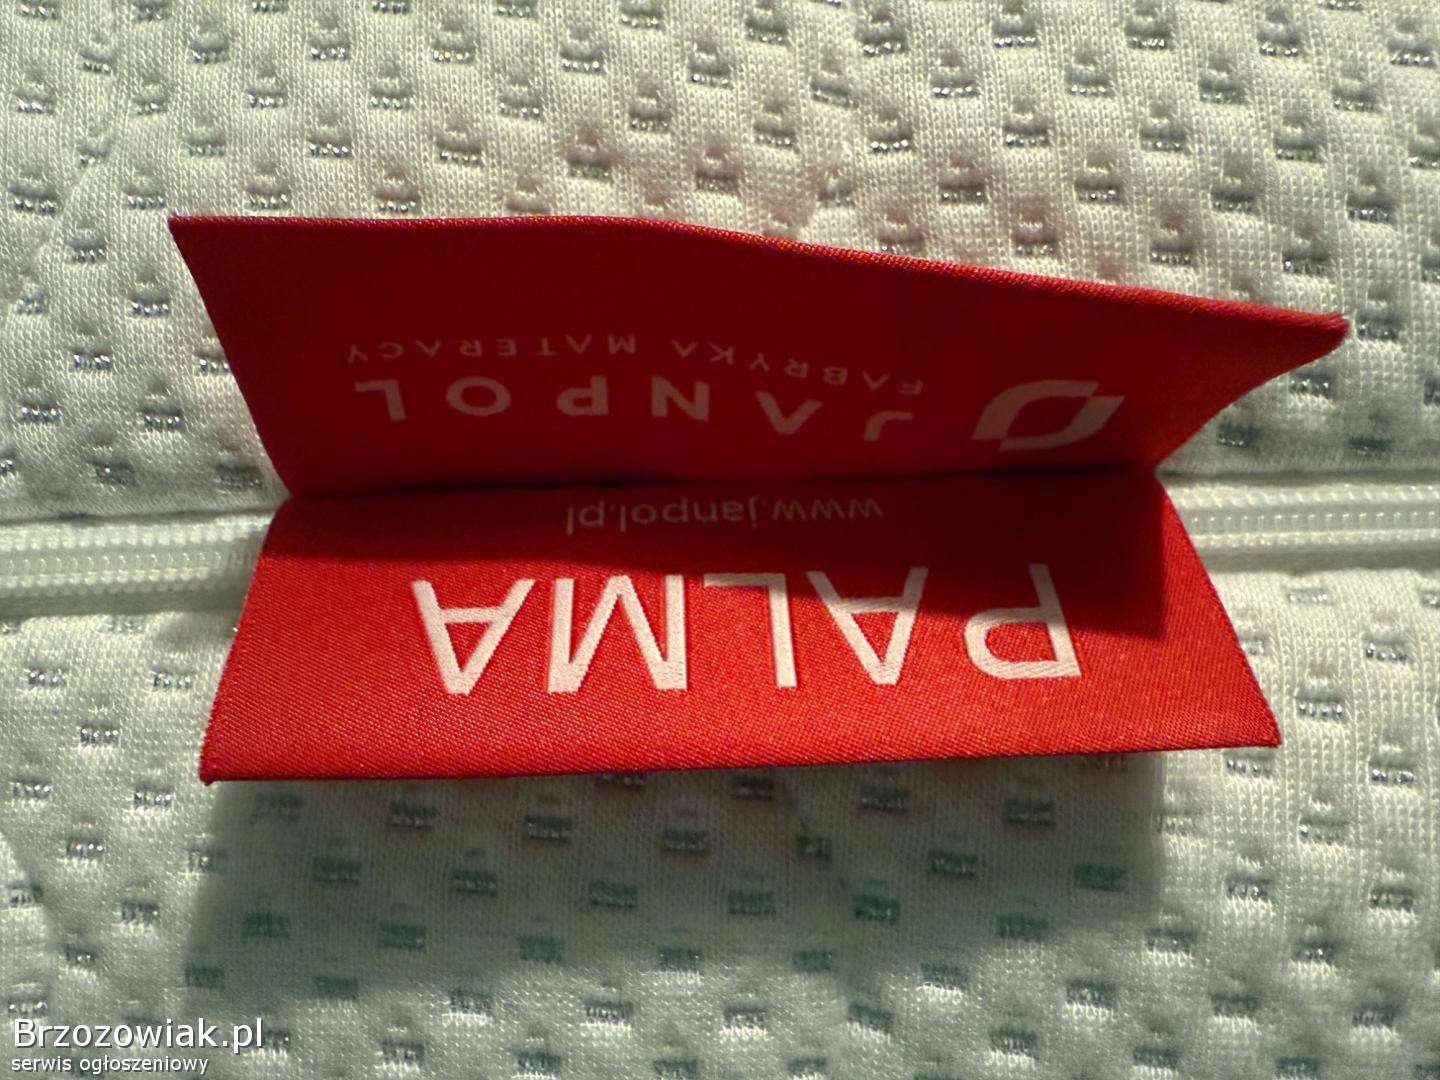 JANPOL
FABRYKA MATERACY
PALMA
www.janpol.pl
Brzozowiak.pl
serwis ogłoszeniowy